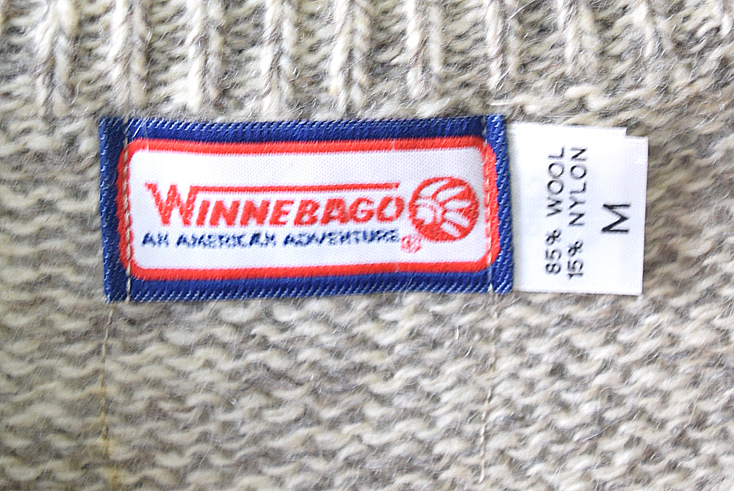 WINNEBAGO
AN AMERICAN ADVENTURE ®
85% WOOL
15% NYLON
M